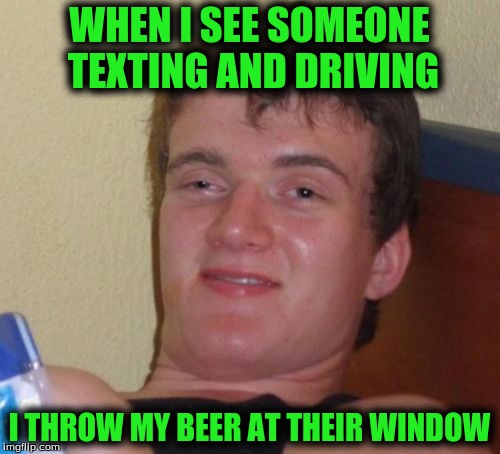 WHEN I SEE SOMEONE
TEXTING AND DRIVING
I THROW MY BEER AT THEIR WINDOW
imgflip.com